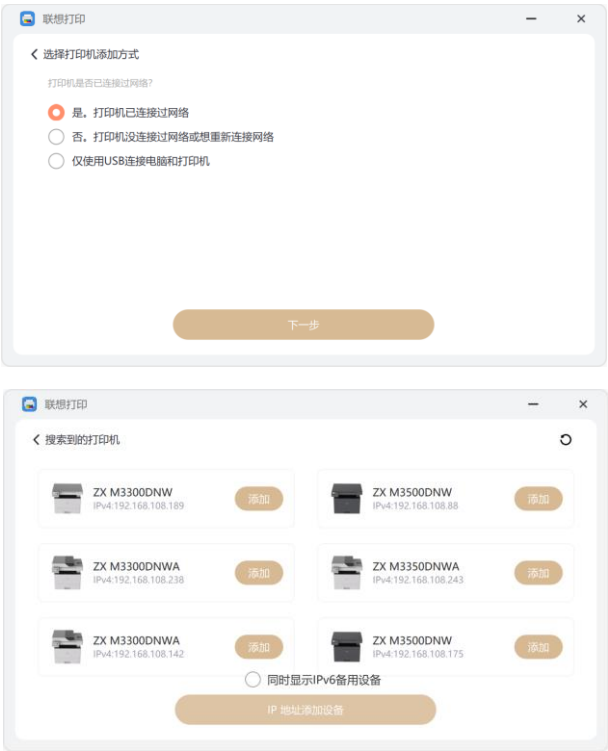 联想打印
选择打印机添加方式
打印机是否已连接过网络?
是，打印机已连接过网络
否，打印机没连接过网络或想重新连接网络
仅使用USB连接电脑和打印机
下一步
联想打印
搜索到的打印机
ZX M3300DNW
IPv4:192.168.108.189
添加
ZX M3500DNW
IPv4:192.168.108.88
添加
ZX M3300DNWA
IPv4:192.168.108.238
添加
ZX M3350DNWA
IPv4:192.168.108.243
添加
ZX M3300DNWA
IPv4:192.168.108.142
添加
ZX M3500DNW
IPv4:192.168.108.175
添加
同时显示IPv6备用设备
IP 地址添加设备